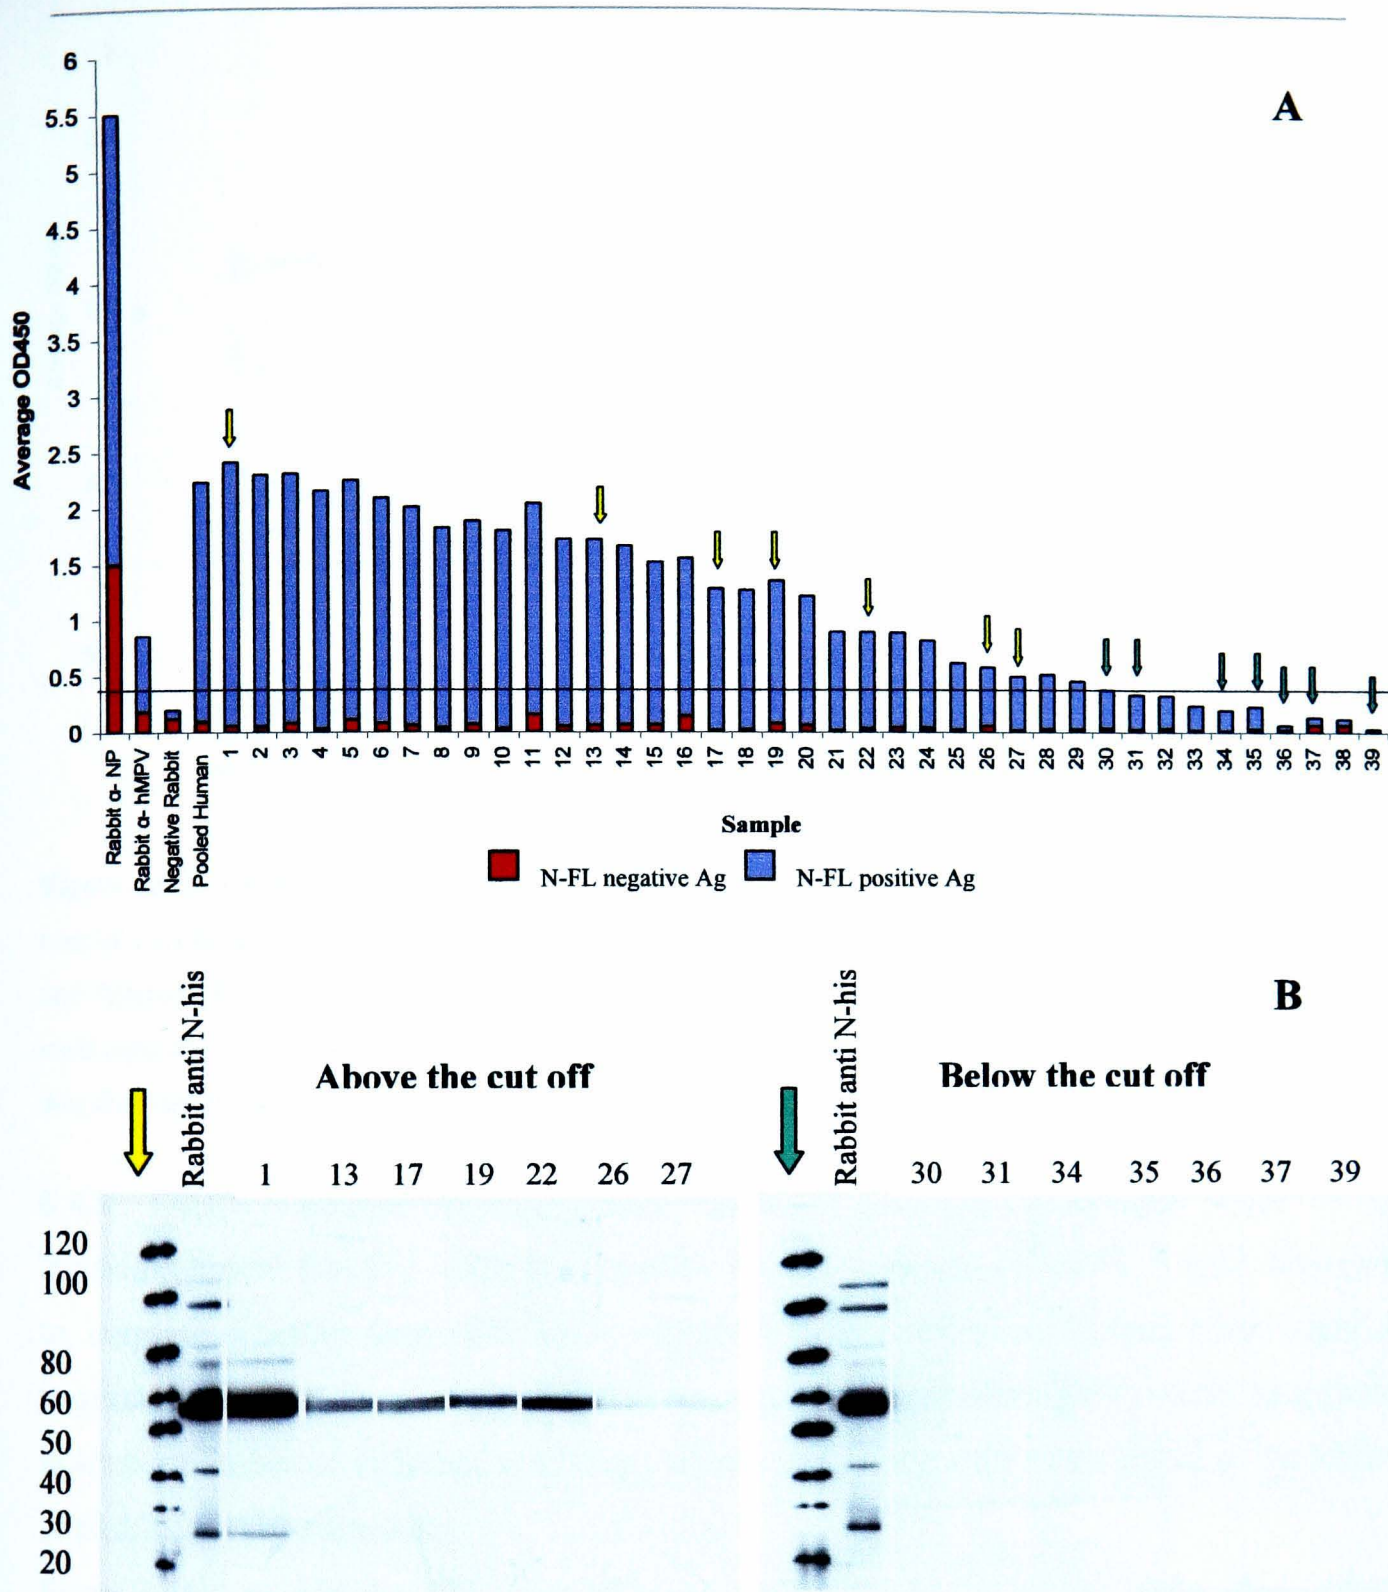 A
6
5.5
5
4.5
4
3.5
3
2.5
2
1.5
1
0.5
0
Average OD450
Rabbit α- NP
Rabbit α- hMPV
Negative Rabbit
Pooled Human
1 2 3 4 5 6 7 8 9 10 11 12 13 14 15 16 17 18 19 20 21 22 23 24 25 26 27 28 29 30 31 32 33 34 35 36 37 38 39
Sample
N-FL negative Ag N-FL positive Ag
B
Rabbit anti N-his
Above the cut off
1 13 17 19 22 26 27
Rabbit anti N-his
Below the cut off
30 31 34 35 36 37 39
120
100
80
60
50
40
30
20